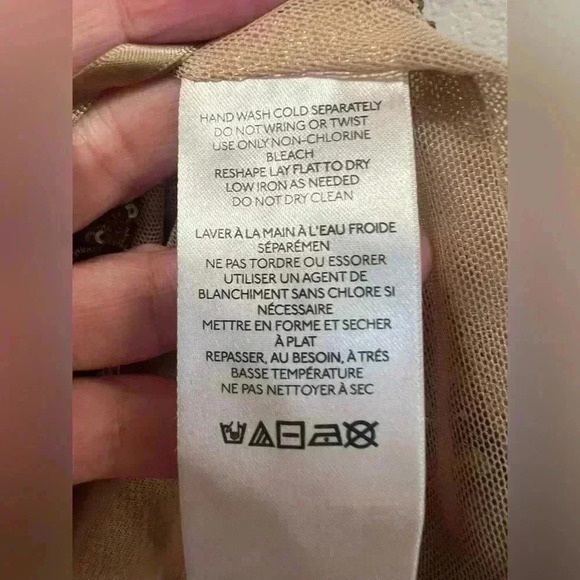 HAND WASH COLD SEPARATELY
DO NOT WRING OR TWIST
USE ONLY NON-CHLORINE
BLEACH
RESHAPE LAY FLAT TO DRY
LOW IRON AS NEEDED
DO NOT DRY CLEAN
LAVER À LA MAIN À L'EAU FROIDE
SÉPARÉMEN
NE PAS TORDRE OU ESSORER
UTILISER UN AGENT DE
BLANCHIMENT SANS CHLORE SI
NÉCESSAIRE
METTRE EN FORME ET SECHER
À PLAT
REPASSER, AU BESOIN, À TRÉS
BASSE TEMPÉRATURE
NE PAS NETTOYER À SEC